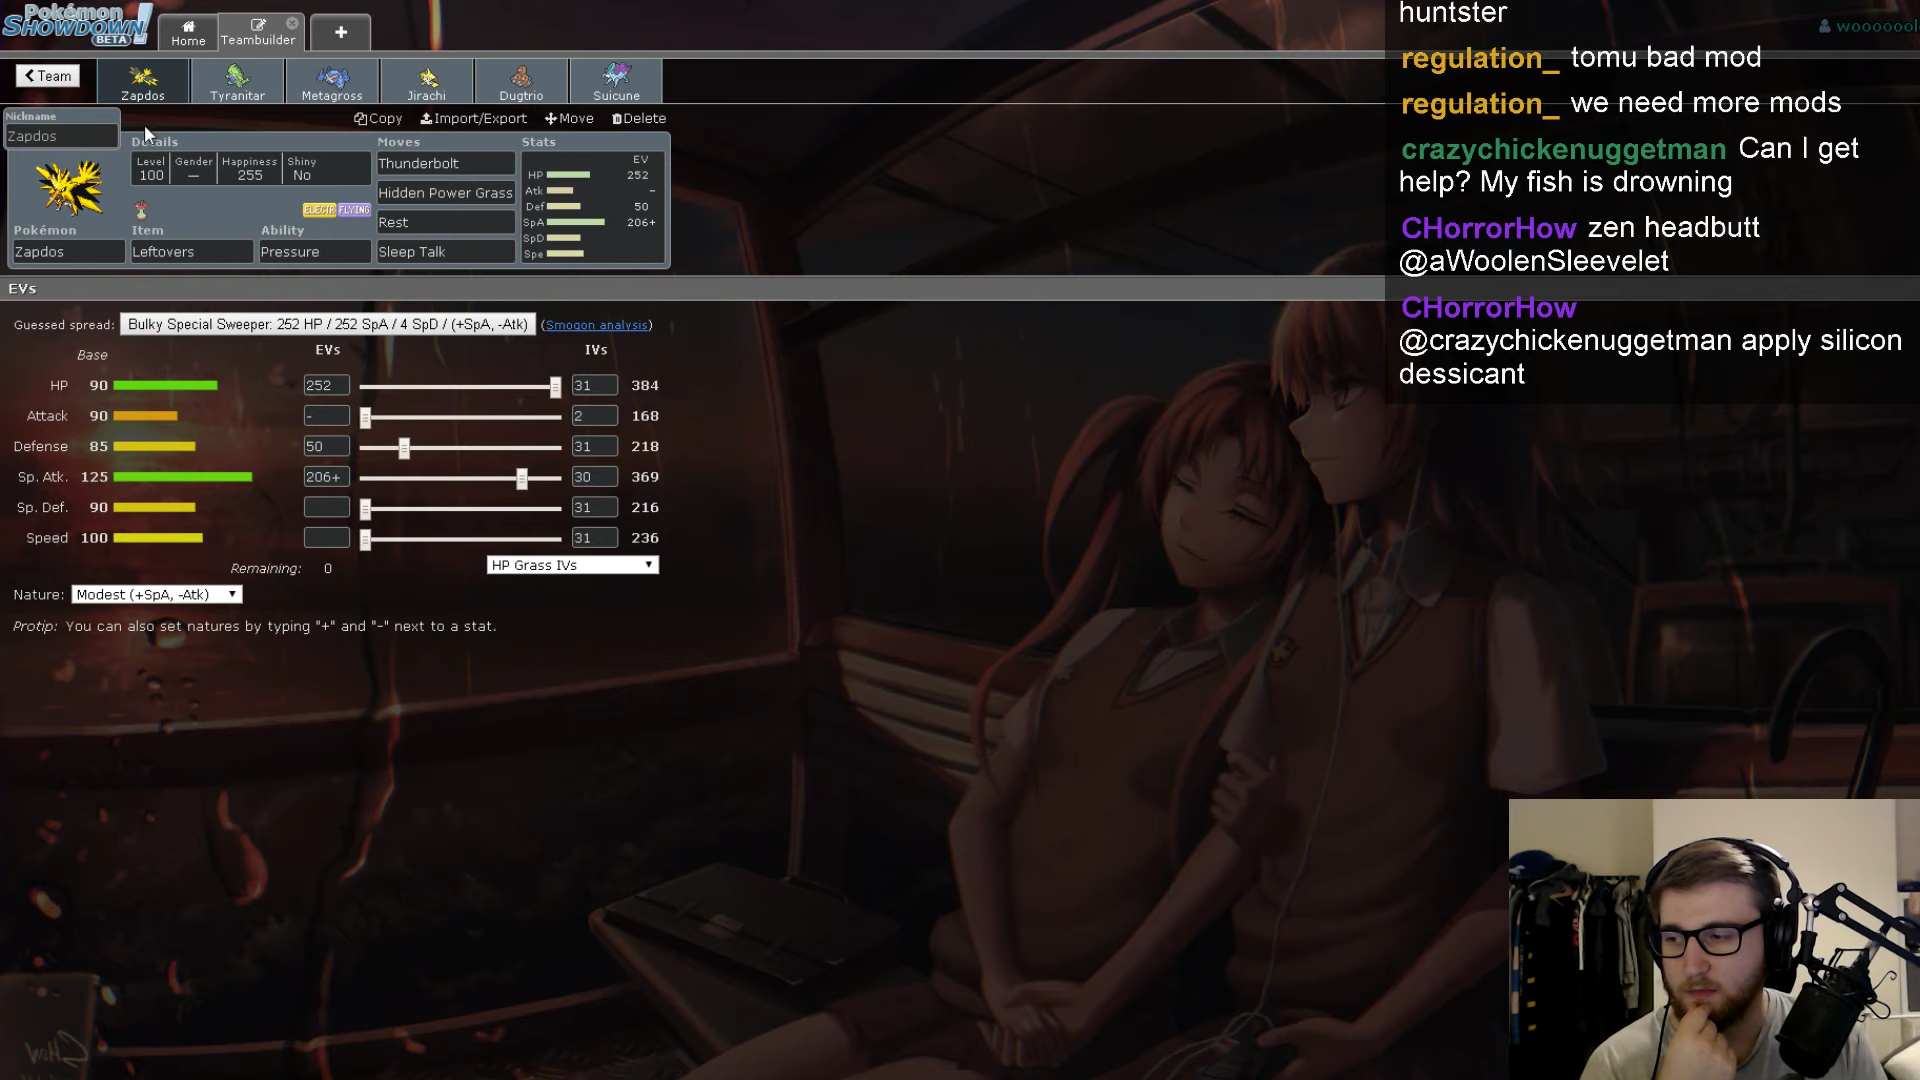 Pokémon
SHOWDOWN!
BETA
Home
Teambuilder
+
wooooool
Team
Zapdos
Tyranitar
Metagross
Jirachi
Dugtrio
Suicune
Copy
Import/Export
Move
Delete
Nickname
Zapdos
Details
Level
100
Gender
—
Happiness
255
Shiny
No
ELECTR FLYING
Pokémon
Zapdos
Item
Leftovers
Ability
Pressure
Moves
Thunderbolt
Hidden Power Grass
Rest
Sleep Talk
Stats
EV
HP 252
Atk -
Def 50
SpA 206+
SpD
Spe
EVs
Guessed spread: Bulky Special Sweeper: 252 HP / 252 SpA / 4 SpD / (+SpA, -Atk) (Smogon analysis)
Base EVs IVs
HP 90 252 31 384
Attack 90 - 2 168
Defense 85 50 31 218
Sp. Atk. 125 206+ 30 369
Sp. Def. 90 31 216
Speed 100 31 236
Remaining: 0
HP Grass IVs
Nature: Modest (+SpA, -Atk)
Protip: You can also set natures by typing "+" and "-" next to a stat.
huntster
regulation_ tomu bad mod
regulation_ we need more mods
crazychickenuggetman Can I get
help? My fish is drowning
CHorrorHow zen headbutt
@aWoolenSleevelet
CHorrorHow
@crazychickenuggetman apply silicon
dessicant